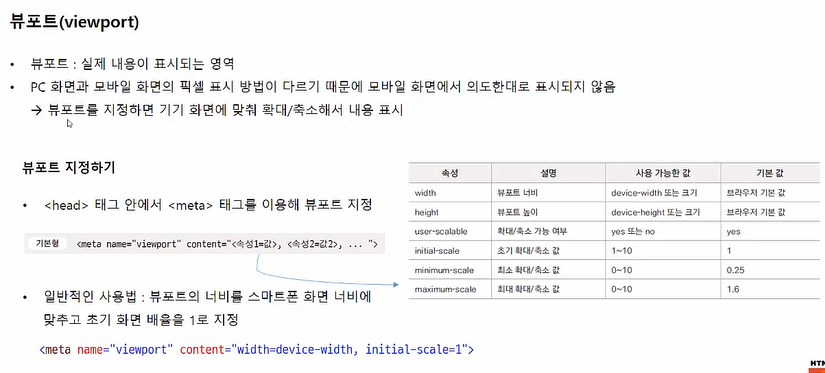 뷰포트(viewport)
• 뷰포트 : 실제 내용이 표시되는 영역
• PC 화면과 모바일 화면의 픽셀 표시 방법이 다르기 때문에 모바일 화면에서 의도한대로 표시되지 않음
→ 뷰포트를 지정하면 기기 화면에 맞춰 확대/축소해서 내용 표시
뷰포트 지정하기
• <head> 태그 안에서 <meta> 태그를 이용해 뷰포트 지정
기본형 <meta name="viewport" content="<속성1=값>, <속성2=값2>, ... ">
• 일반적인 사용법 : 뷰포트의 너비를 스마트폰 화면 너비에
맞추고 초기 화면 배율을 1로 지정
<meta name="viewport" content="width=device-width, initial-scale=1">
속성 설명 사용 가능한 값 기본 값
width 뷰포트 너비 device-width 또는 크기 브라우저 기본 값
height 뷰포트 높이 device-height 또는 크기 브라우저 기본 값
user-scalable 확대/축소 가능 여부 yes 또는 no yes
initial-scale 초기 확대/축소 값 1~10 1
minimum-scale 최소 확대/축소 값 0~10 0.25
maximum-scale 최대 확대/축소 값 0~10 1.6